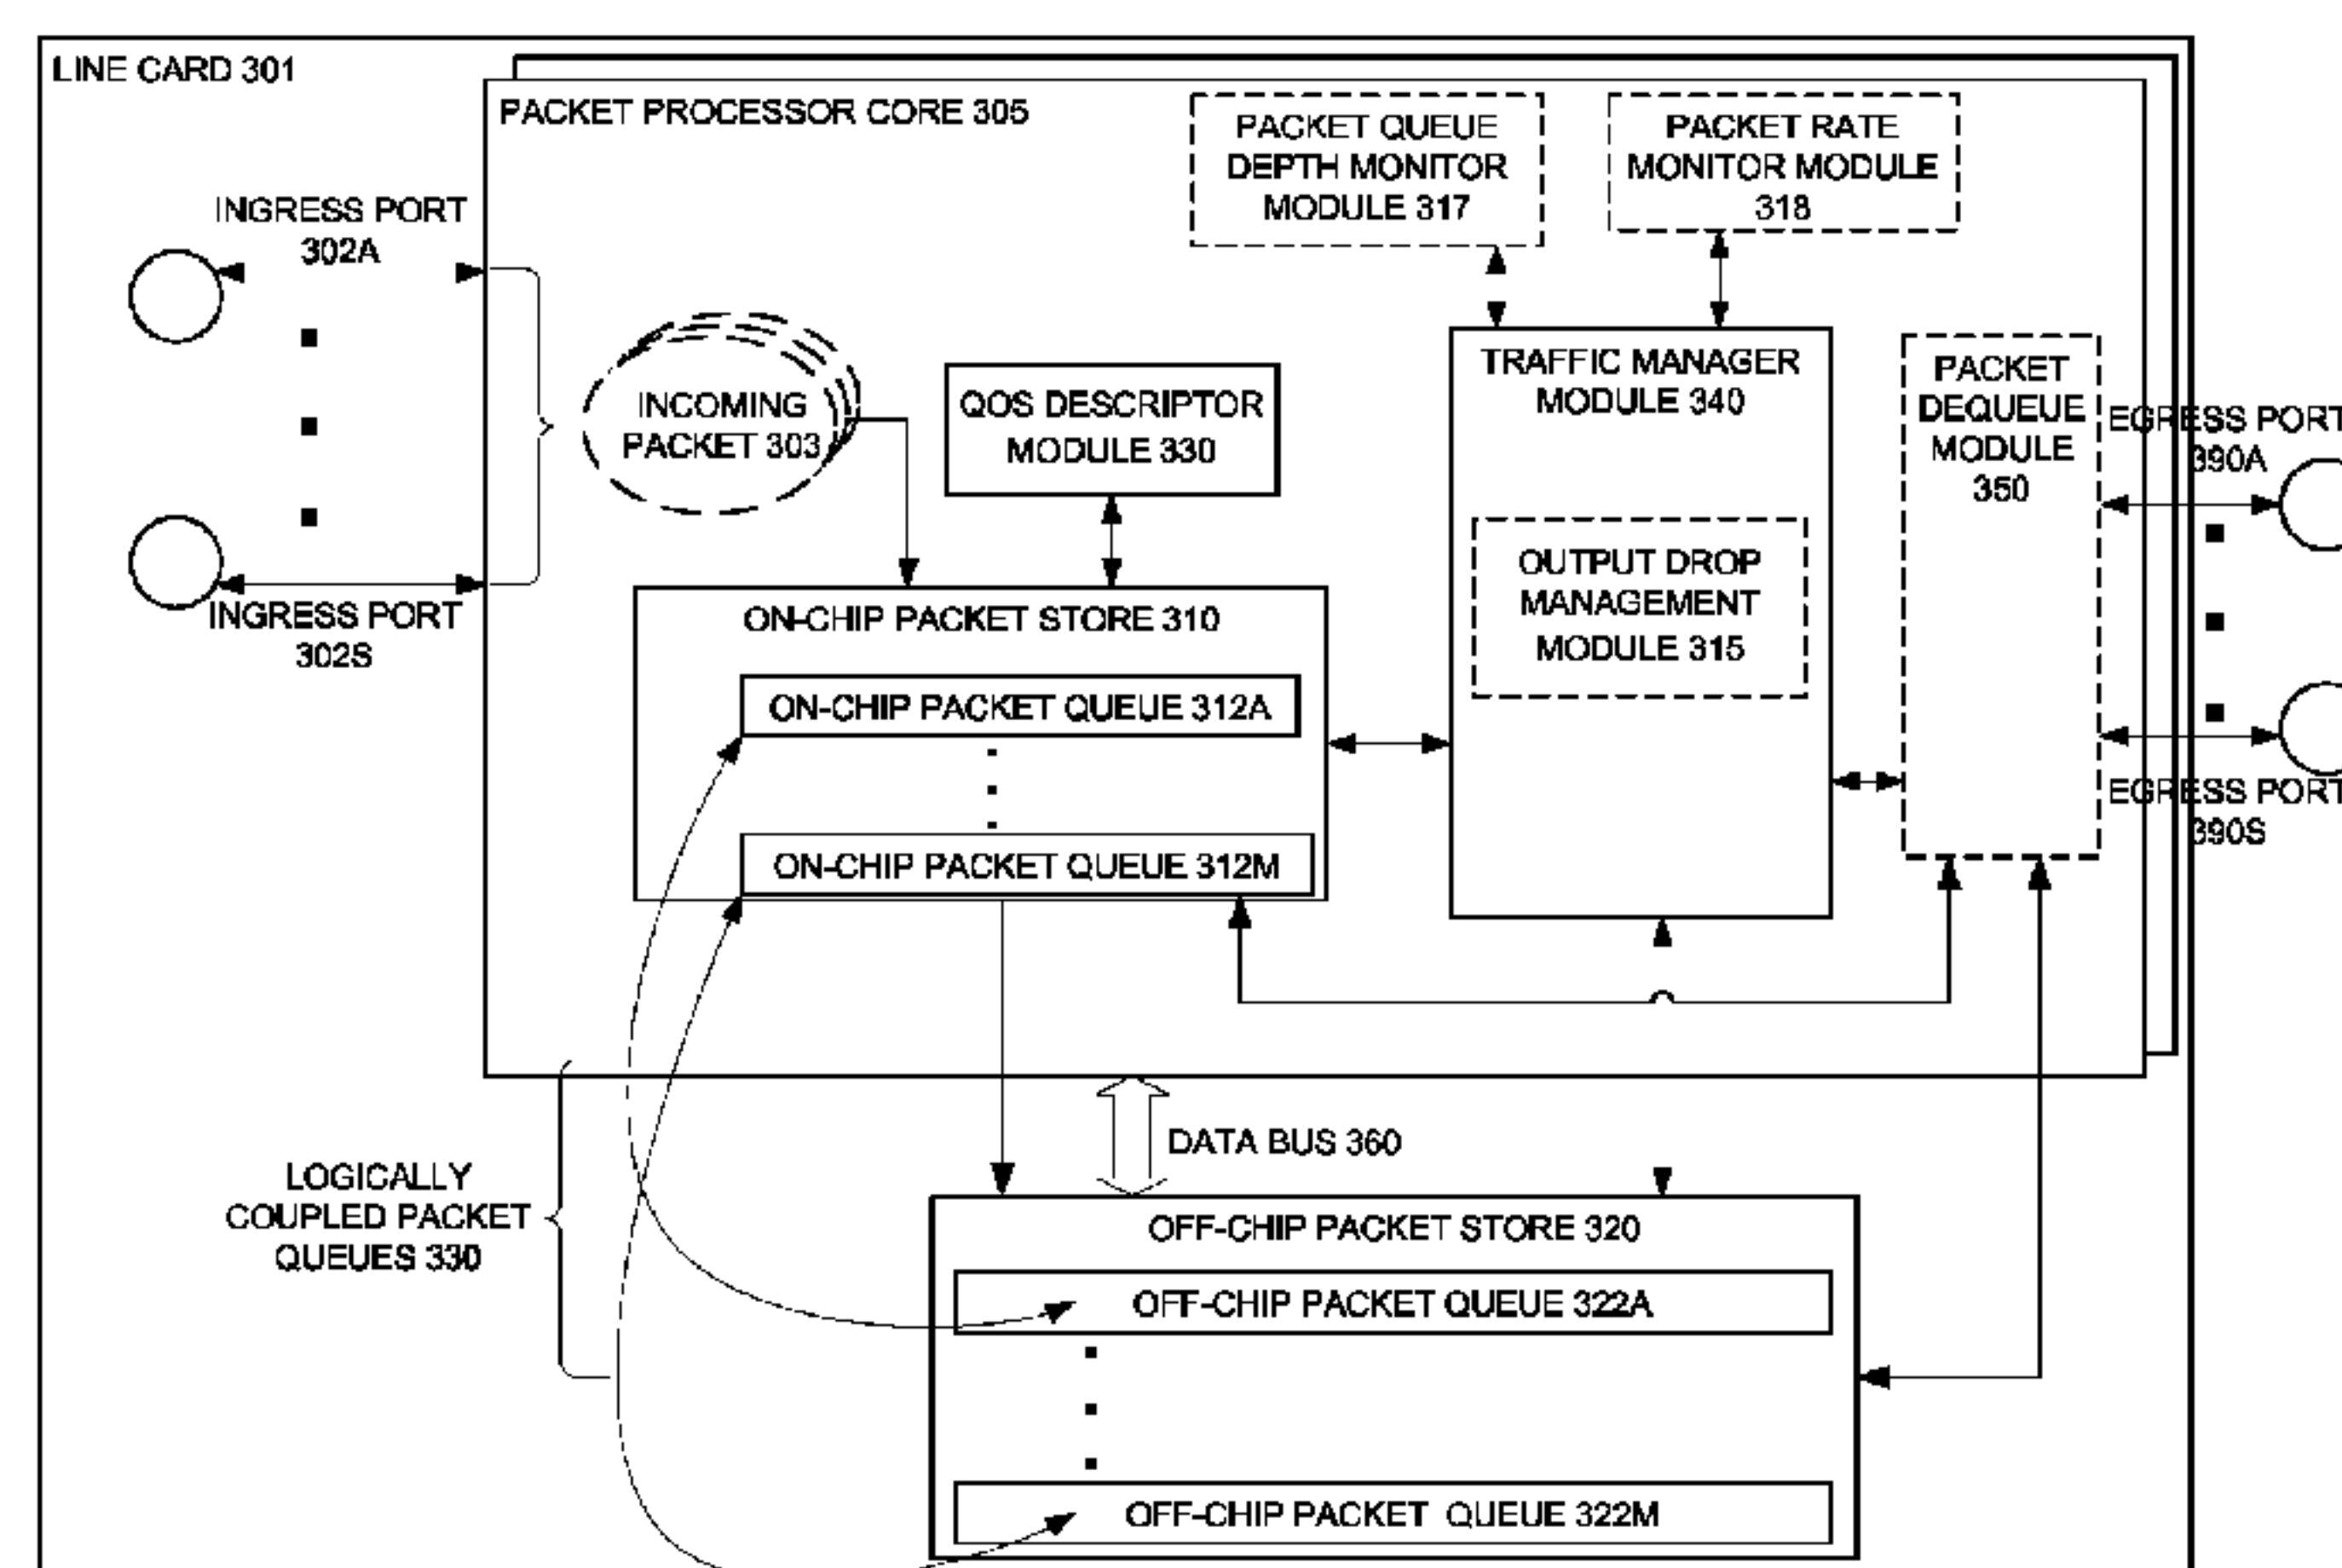 LINE CARD 301
PACKET PROCESSOR CORE 305
PACKET QUEUE
DEPTH MONITOR
MODULE 317
PACKET RATE
MONITOR MODULE
318
INGRESS PORT
302A
INCOMING
PACKET 303
QOS DESCRIPTOR
MODULE 330
TRAFFIC MANAGER
MODULE 340
PACKET
DEQUEUE
MODULE
350
EGRESS PORT
390A
OUTPUT DROP
MANAGEMENT
MODULE 315
INGRESS PORT
302S
ON-CHIP PACKET STORE 310
ON-CHIP PACKET QUEUE 312A
ON-CHIP PACKET QUEUE 312M
EGRESS PORT
390S
DATA BUS 360
LOGICALLY
COUPLED PACKET
QUEUES 330
OFF-CHIP PACKET STORE 320
OFF-CHIP PACKET QUEUE 322A
OFF-CHIP PACKET QUEUE 322M